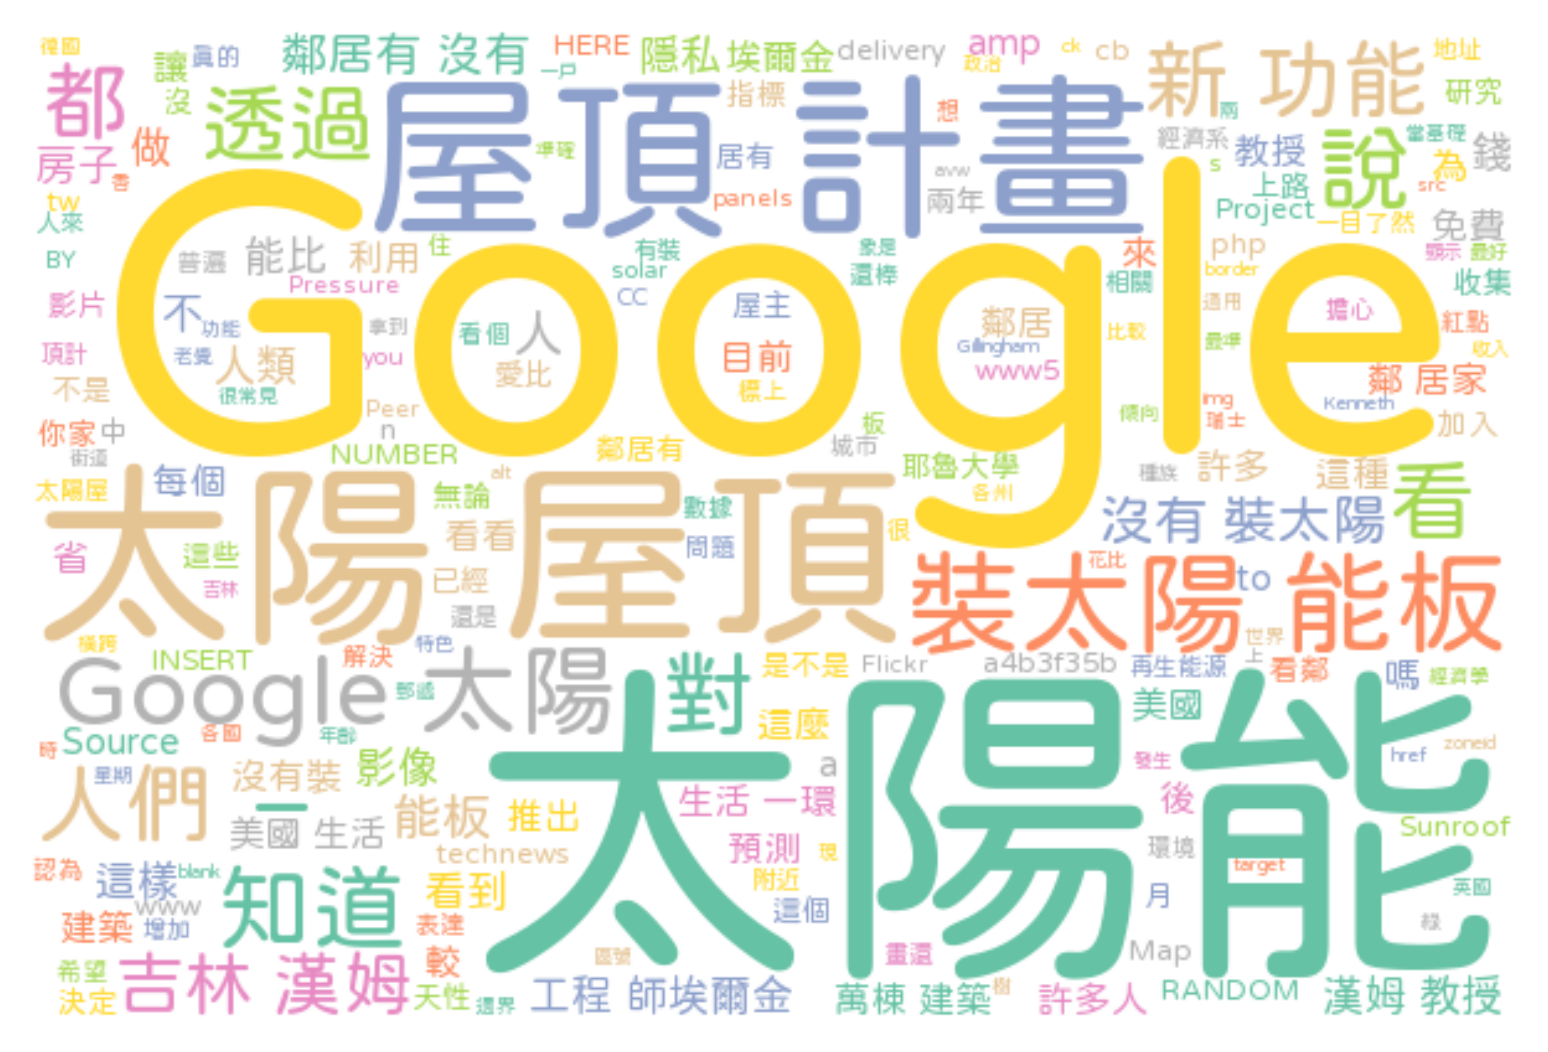 德國 鄰居有 沒有 HERE 隱私 埃爾金 delivery amp ck cb 新 功能 地址
都 讓 真的 一戶 政治
沒 透過 屋頂 計畫 指標 想 兩 研究
房子 做 準確 居有 經濟系 教授 說 當基礎 錢
tw panels avw 兩年 s 上路 為 src
人來 Project 一目了然 免費
BY 普遍 能比 利用 住 有裝 象是 來 php 顯示 最好
Google
Pressure solar 還棒 相關 border 收集
影片 不 功能 拿到 CC 屋主 鄰居 適用 擔心 紅點
頂計 老覺 人類 you 看個 人 目前 Gillingham 比較 最準 收入
不是 很常見 愛比 標上 www5 img Kenneth 鄰 居家
你家 中 Peer n 板 傾向 瑞士 加入
街道 NUMBER 鄰居有 城市 耶魯大學 種族 許多 這種 看
太陽屋 每個 alt 無論 數據 各州
太陽 屋頂 看看 問題 很 沒有 裝太陽
省 這些 吉林 已經 花比 to
還是 裝太陽 能板
橫跨 INSERT 解決 特色 世界 上
Google 太陽 對 是不是 Flickr a4b3f35b 再生能源 看鄰 嗎 經濟學
時 Source 各國 年齡 這麼 美國
人們 星期 沒有裝 影像 a 發生 href zoneid
太陽能
一 美國 生活 能板 推出 生活 一環 後 Sunroof
認為 這樣 blank technews 預測 現 環境 target
www 知道 看到 附近 月 英國
建築 增加 表達 這個 綠
希望 吉林 漢姆 較 區號 畫還 Map
決定 天性 邊界 工程 師埃爾金 萬棟 建築 樹 許多人 RANDOM 漢姆 教授